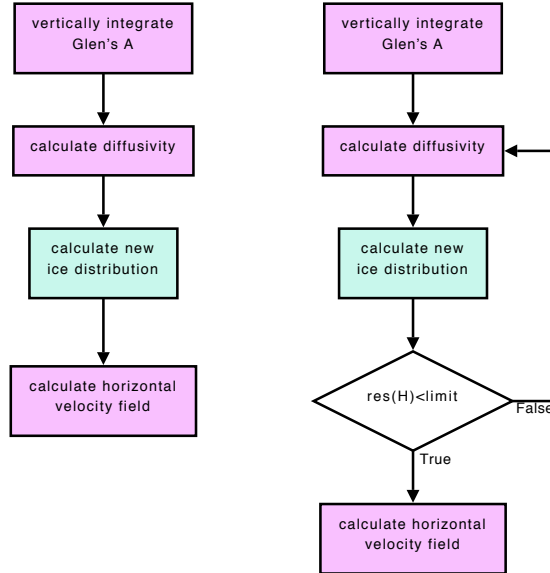 vertically integrate
Glen's A
calculate diffusivity
calculate new
ice distribution
calculate horizontal
velocity field
vertically integrate
Glen's A
calculate diffusivity
calculate new
ice distribution
res(H)<limit
False
True
calculate horizontal
velocity field